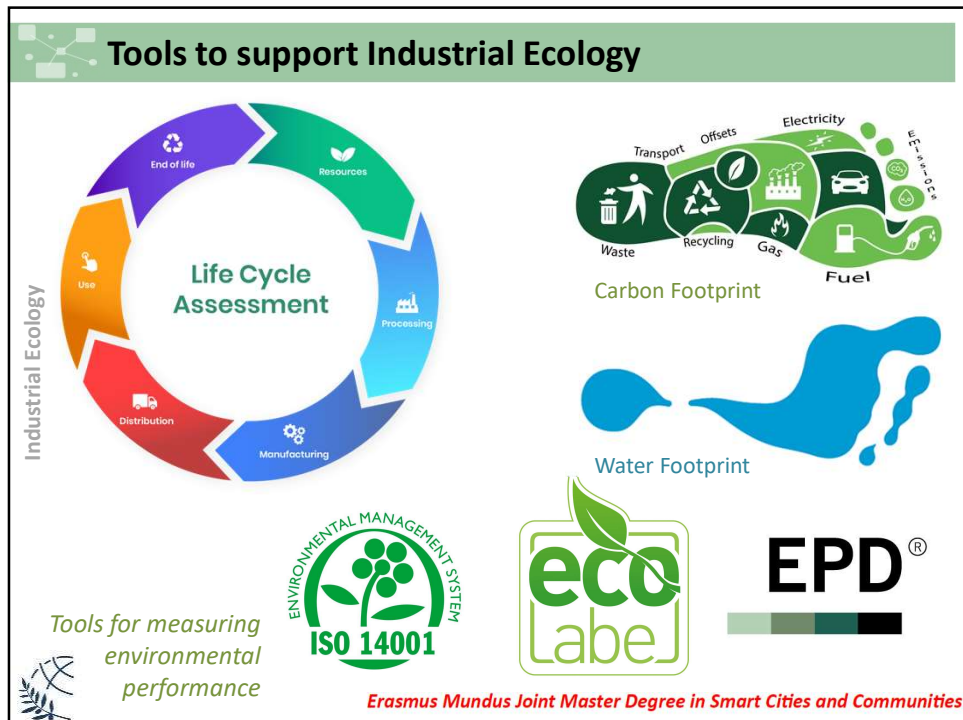 Tools to support Industrial Ecology
Industrial Ecology
Life Cycle
Assessment
Resources
Processing
Manufacturing
Distribution
Use
End of life
Transport
Offsets
Electricity
Emissions
CO₂
Waste
Recycling
Gas
Fuel
Carbon Footprint
Water Footprint
ENVIRONMENTAL MANAGEMENT SYSTEM
ISO 14001
eco
Label
EPD®
Tools for measuring
environmental
performance
Erasmus Mundus Joint Master Degree in Smart Cities and Communities